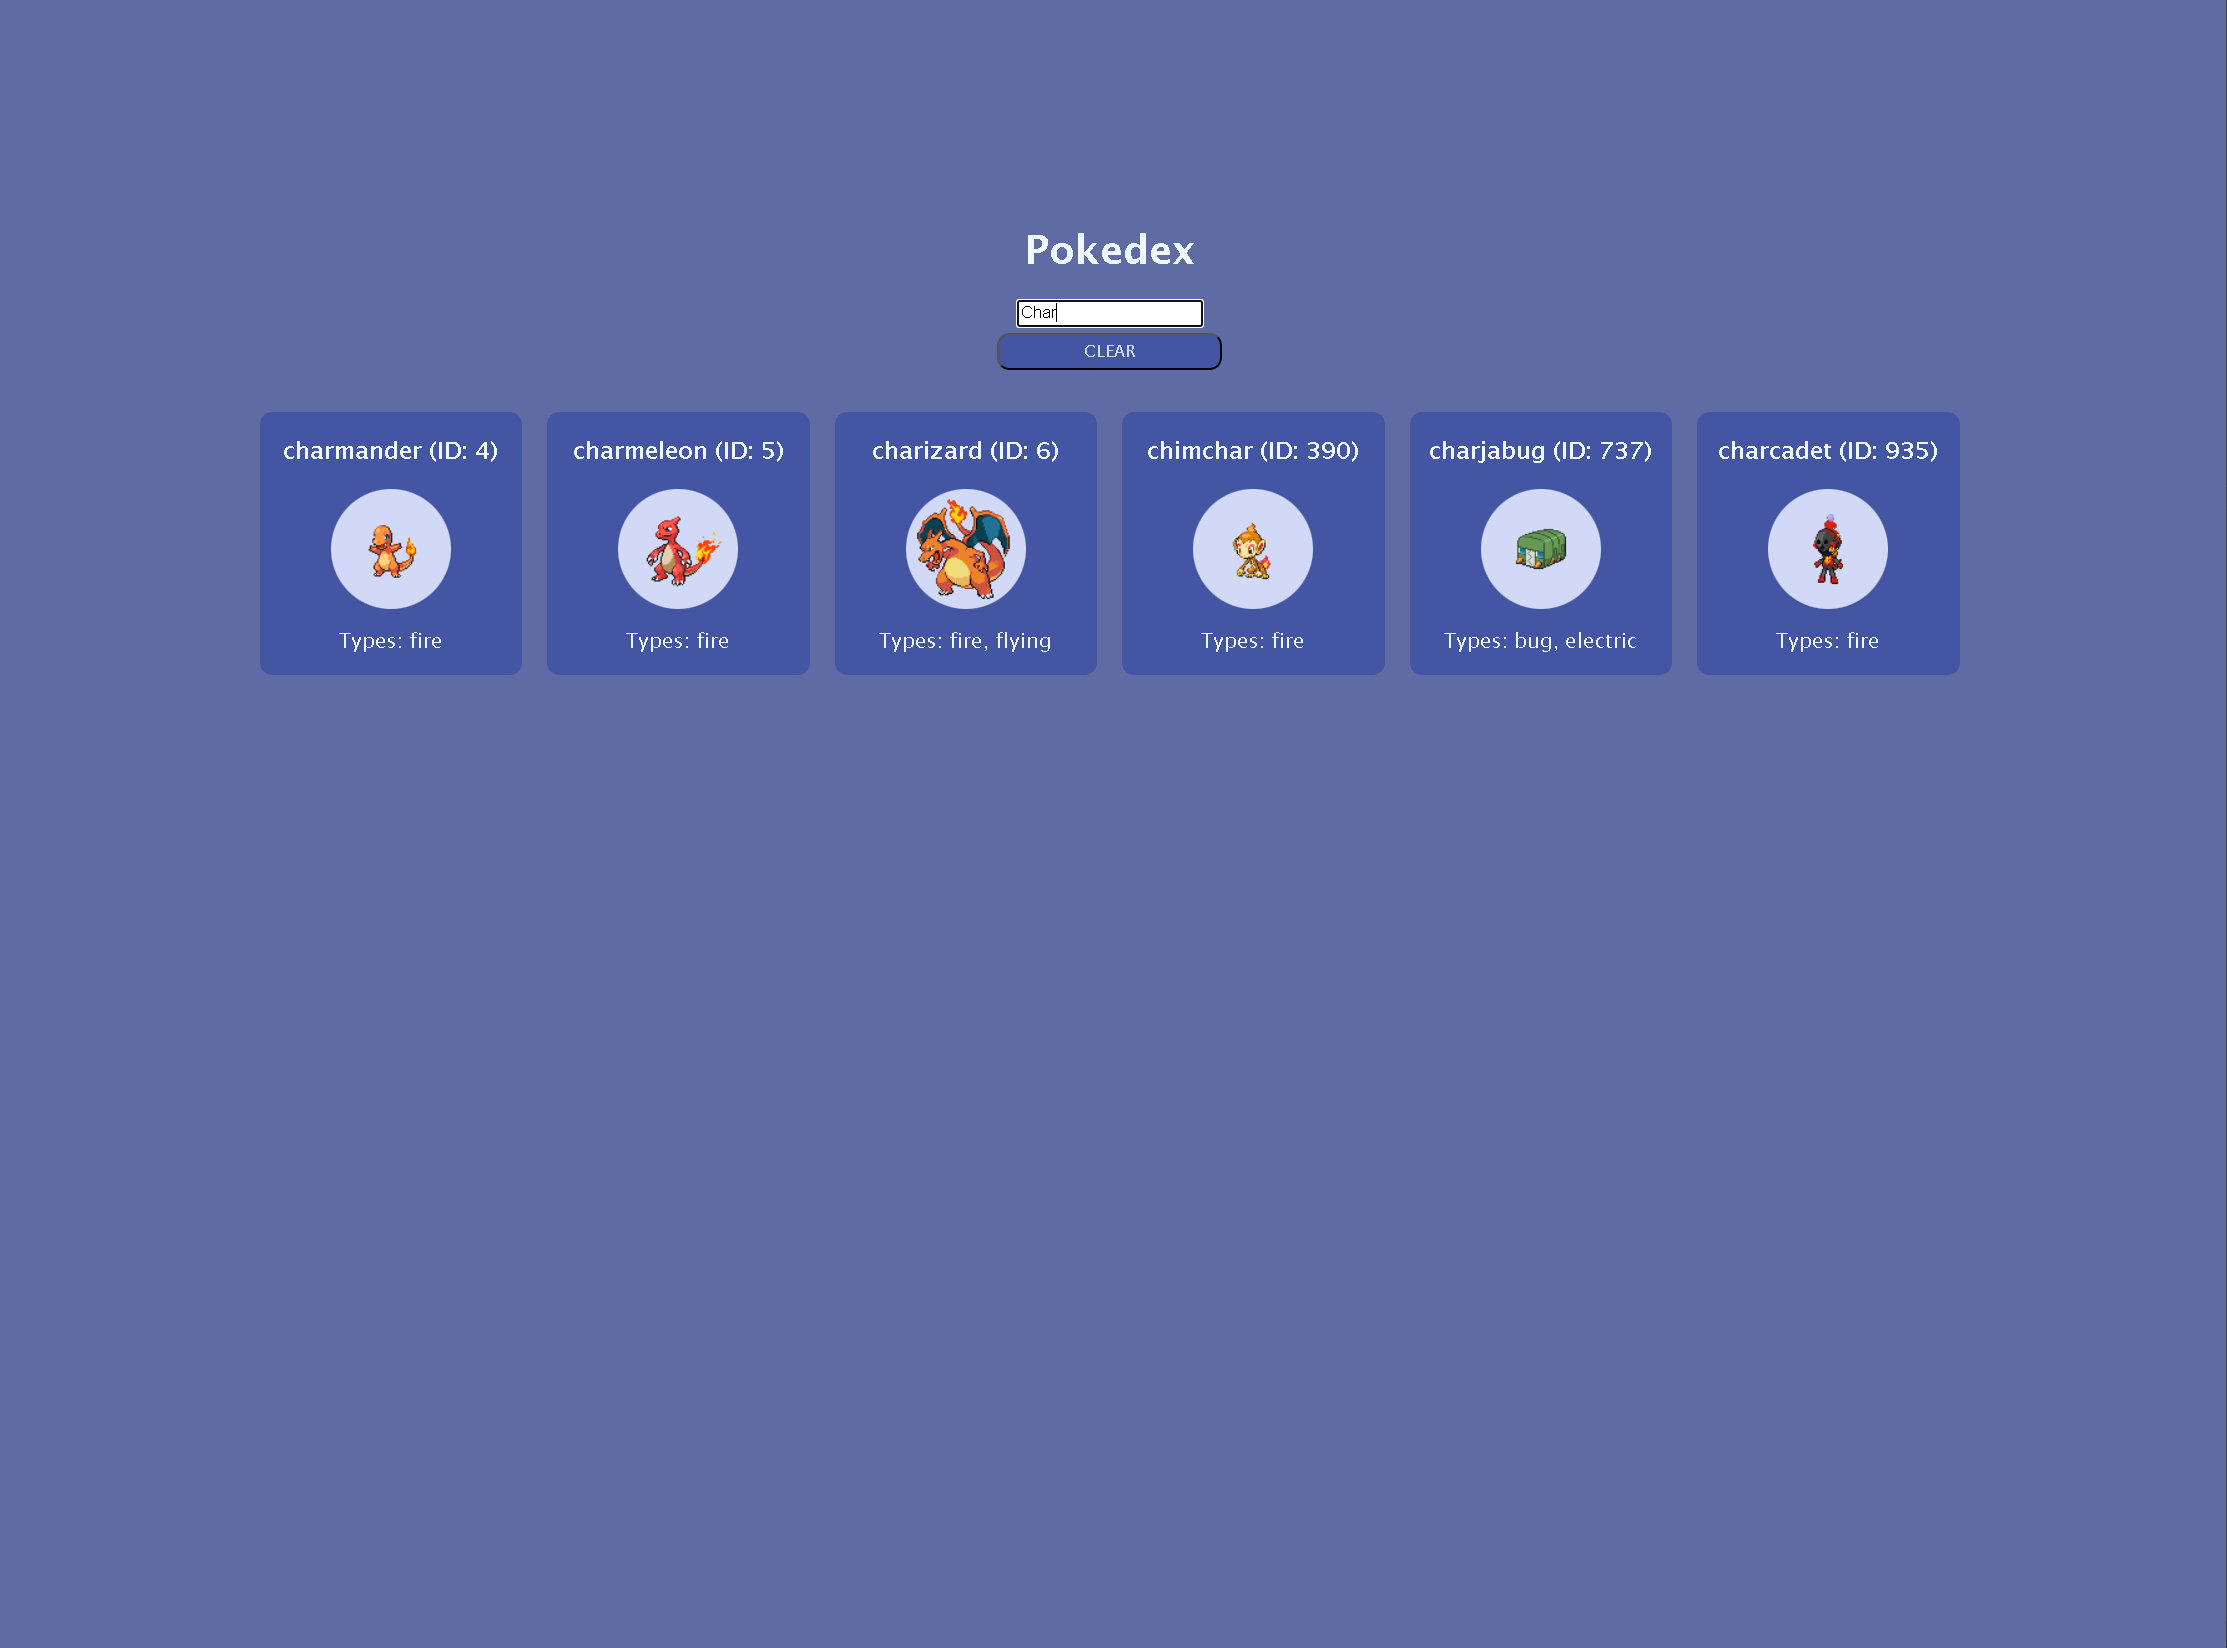 Pokedex
Char
CLEAR
charmander (ID: 4)
charmeleon (ID: 5)
charizard (ID: 6)
chimchar (ID: 390)
charjabug (ID: 737)
charcadet (ID: 935)
Types: fire
Types: fire
Types: fire, flying
Types: fire
Types: bug, electric
Types: fire